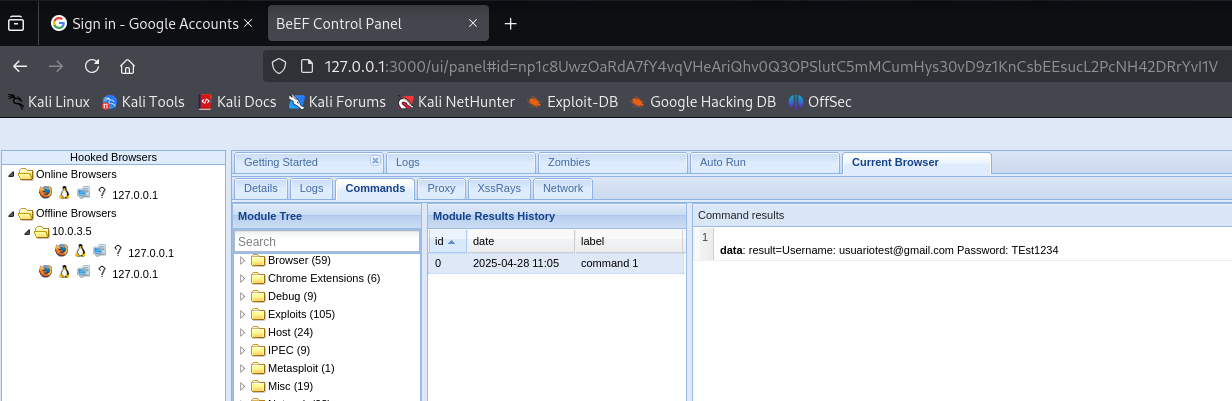 Sign in - Google Accounts
BeEF Control Panel
127.0.0.1:3000/ui/panel#id=np1c8UwzOaRdA7fY4vqVHeAriQhv0Q3OPSlutC5mMCumHys30vD9z1KnCsbEEsucL2PcNH42DRrYvI1V
Kali Linux Kali Tools Kali Docs Kali Forums Kali NetHunter Exploit-DB Google Hacking DB OffSec
Hooked Browsers
Online Browsers
? 127.0.0.1
Offline Browsers
10.0.3.5
? 127.0.0.1
? 127.0.0.1
Getting Started Logs Zombies Auto Run Current Browser
Details Logs Commands Proxy XssRays Network
Module Tree
Search
Browser (59)
Chrome Extensions (6)
Debug (9)
Exploits (105)
Host (24)
IPEC (9)
Metasploit (1)
Misc (19)
Module Results History
id date label
0 2025-04-28 11:05 command 1
Command results
1
data: result=Username: usuariotest@gmail.com Password: TEst1234